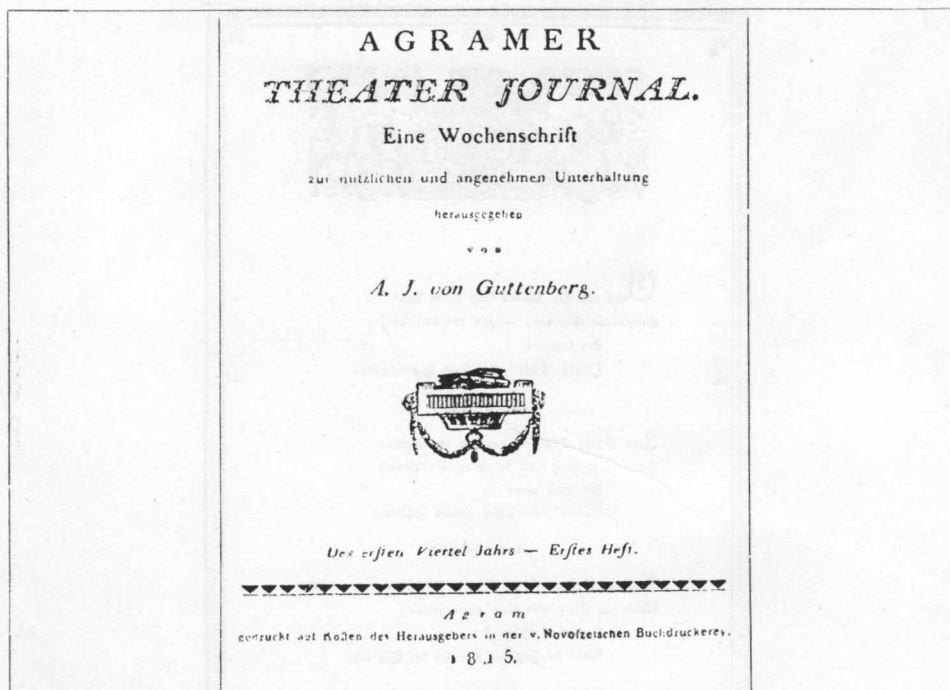 AGRAMER
THEATER JOURNAL.
Eine Wochenschrift
zur nützlichen und angenehmen Unterhaltung
herausgegeben
von
A. J. von Guttenberg.
Des ersten Viertel Jahrs — Erstes Heft.
Agram
gedruckt auf Kosten des Herausgebers in der v. Novoszelschen Buchdruckerey.
1815.